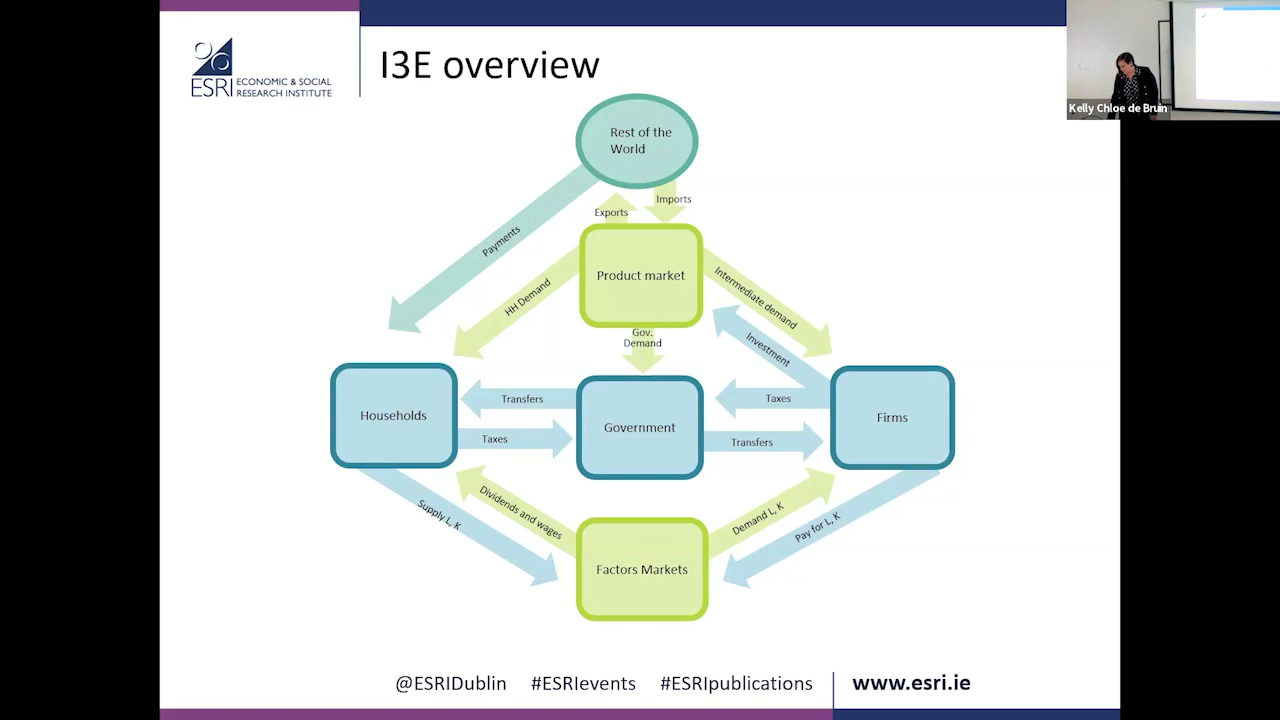 I3E overview
ESRI
ECONOMIC & SOCIAL
RESEARCH INSTITUTE
Kelly Chloe de Bruin
Rest of the
World
Imports
Exports
Payments
Product market
HH Demand
Intermediate demand
Gov.
Demand
Investment
Households
Transfers
Taxes
Government
Taxes
Transfers
Firms
Supply L, K
Dividends and wages
Demand L, K
Pay for L, K
Factors Markets
@ESRIDublin #ESRIevents #ESRIpublications www.esri.ie